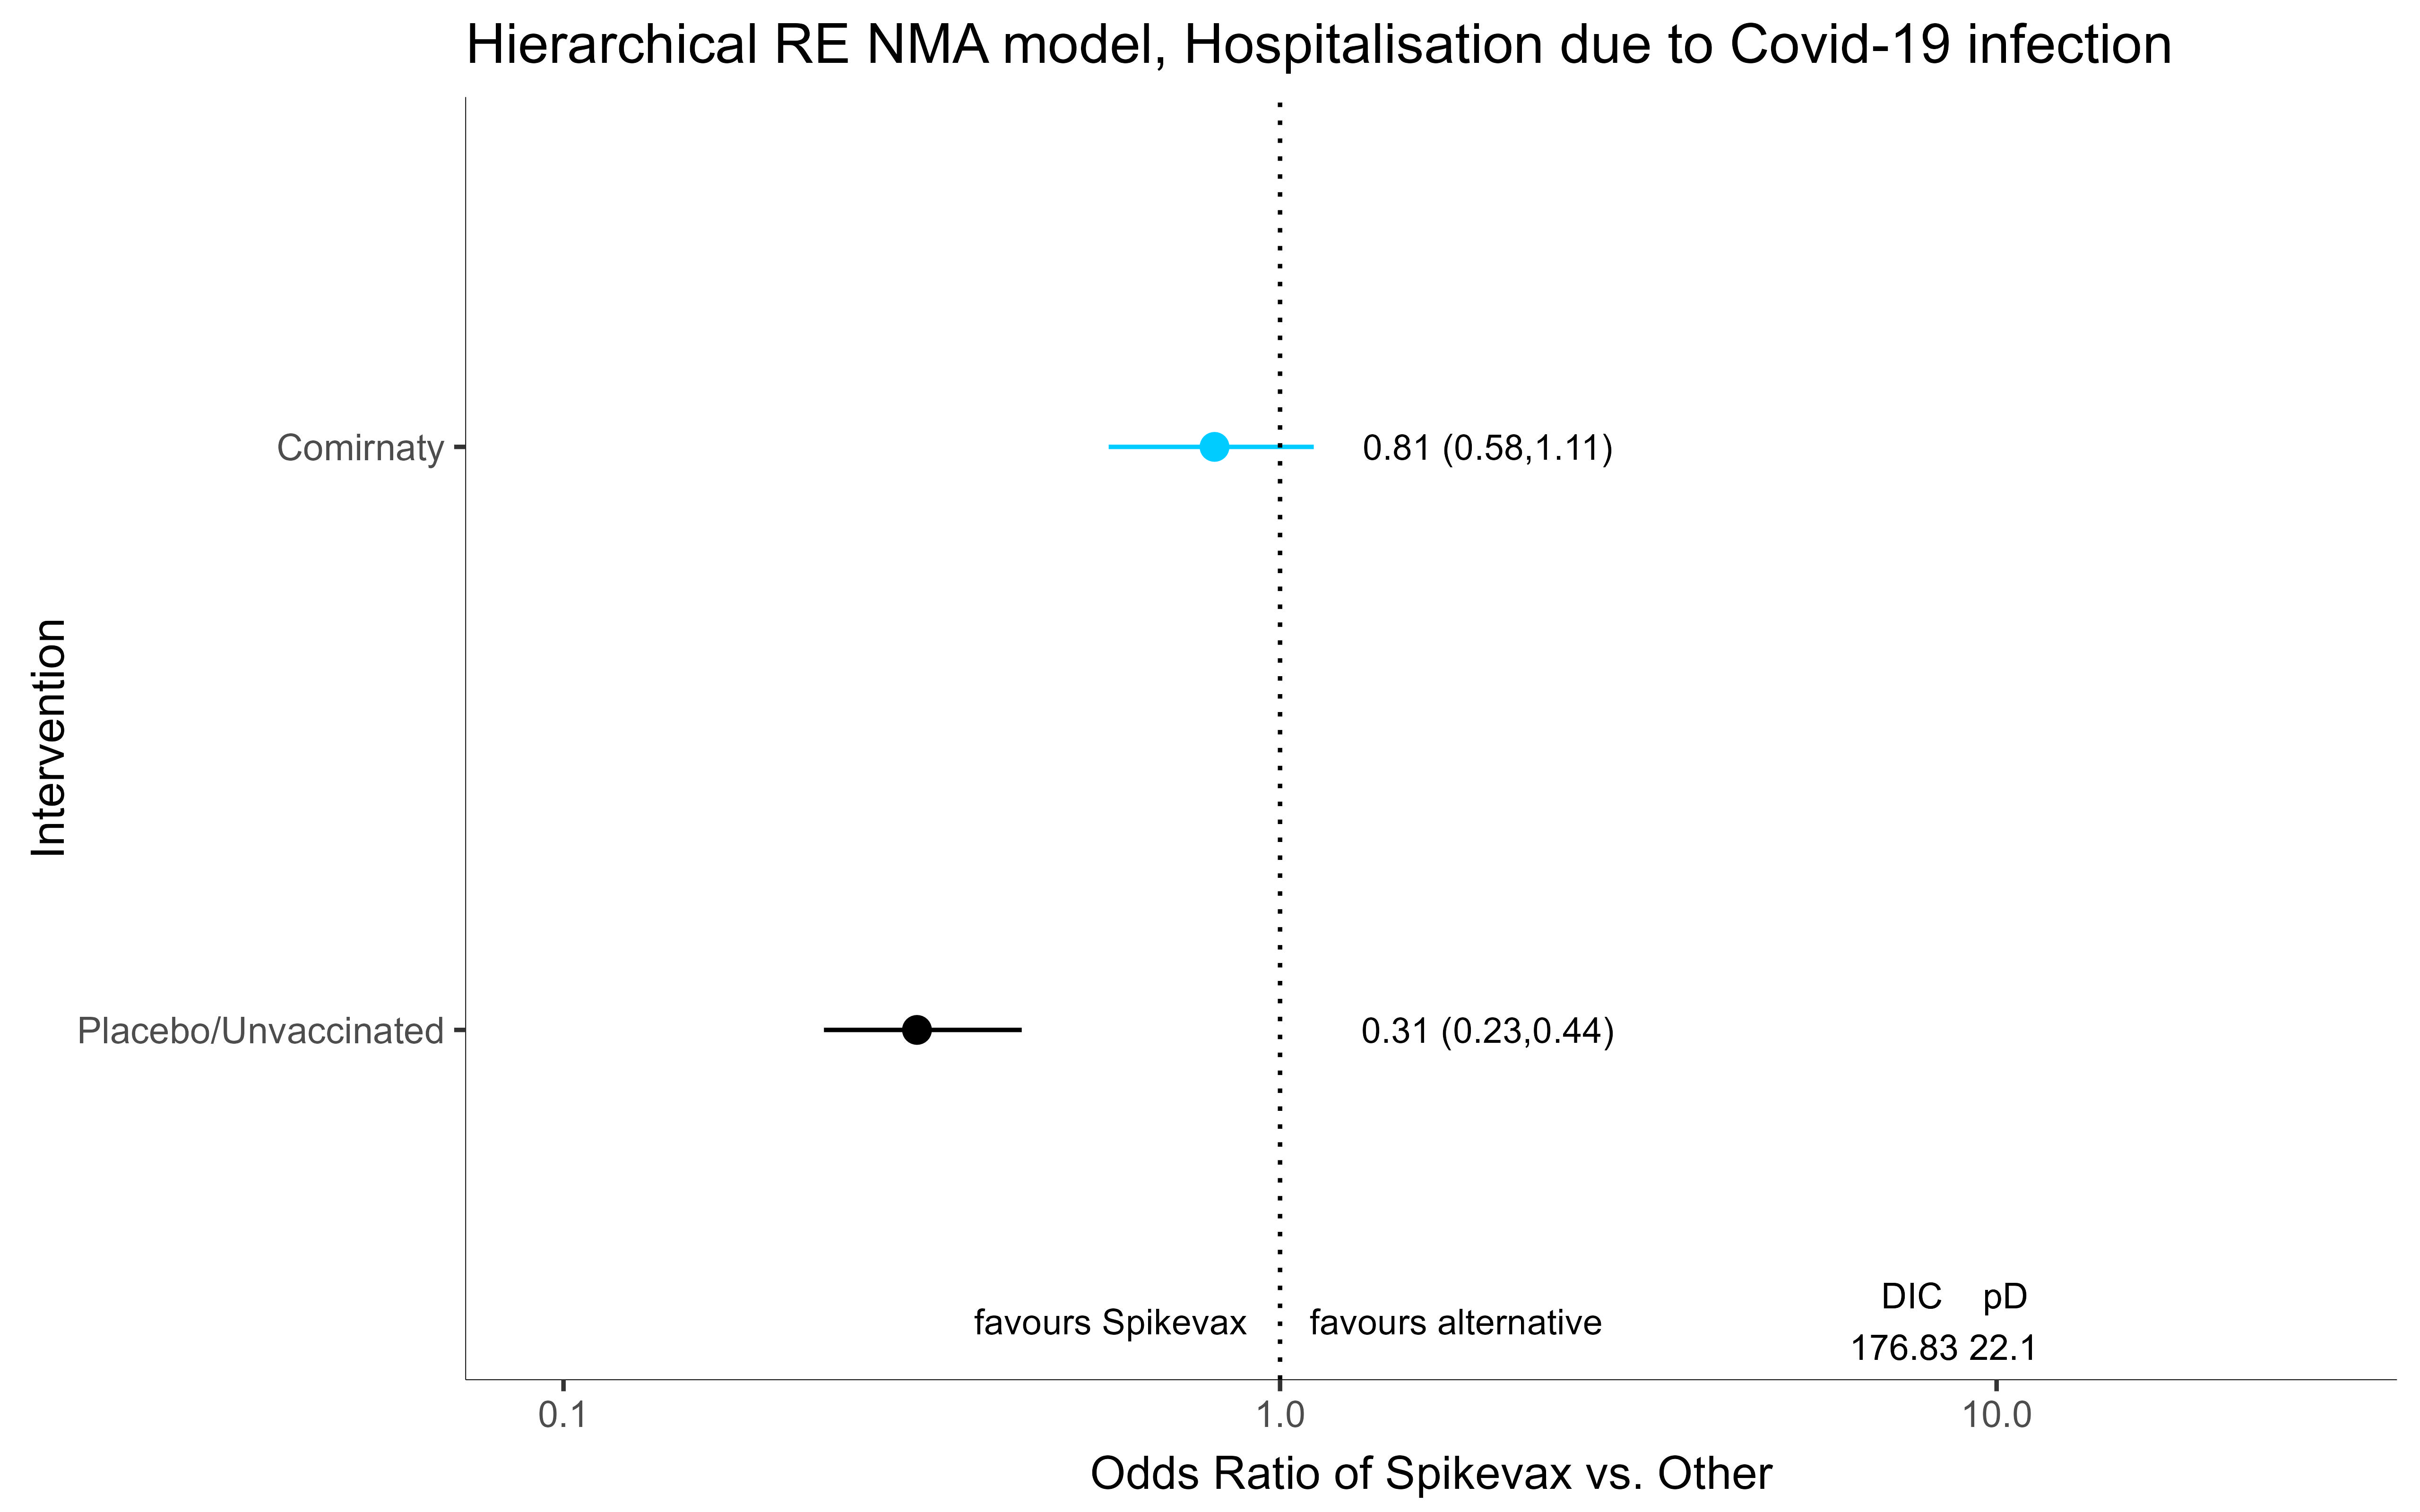 Hierarchical RE NMA model, Hospitalisation due to Covid-19 infection
Intervention
Comirnaty
0.81 (0.58,1.11)
Placebo/Unvaccinated
0.31 (0.23,0.44)
favours Spikevax
favours alternative
DIC pD
176.83 22.1
0.1
1.0
10.0
Odds Ratio of Spikevax vs. Other